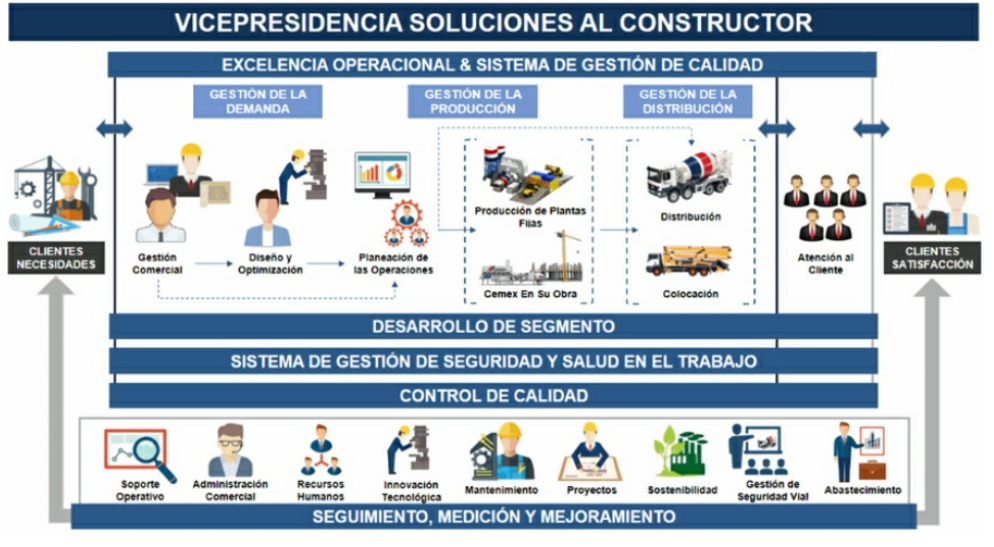 VICEPRESIDENCIA SOLUCIONES AL CONSTRUCTOR
EXCELENCIA OPERACIONAL & SISTEMA DE GESTIÓN DE CALIDAD
GESTIÓN DE LA
DEMANDA
GESTIÓN DE LA
PRODUCCIÓN
GESTIÓN DE LA
DISTRIBUCIÓN
CLIENTES
NECESIDADES
Gestión
Comercial
Diseño y
Optimización
Planeación de
las Operaciones
Producción de Plantas
Fijas
Cemex En Su Obra
Distribución
Colocación
Atención al
Cliente
CLIENTES
SATISFACCIÓN
DESARROLLO DE SEGMENTO
SISTEMA DE GESTIÓN DE SEGURIDAD Y SALUD EN EL TRABAJO
CONTROL DE CALIDAD
Soporte
Operativo
Administración
Comercial
Recursos
Humanos
Innovación
Tecnológica
Mantenimiento
Proyectos
Sostenibilidad
Gestión de
Seguridad Vial
Abastecimiento
SEGUIMIENTO, MEDICIÓN Y MEJORAMIENTO